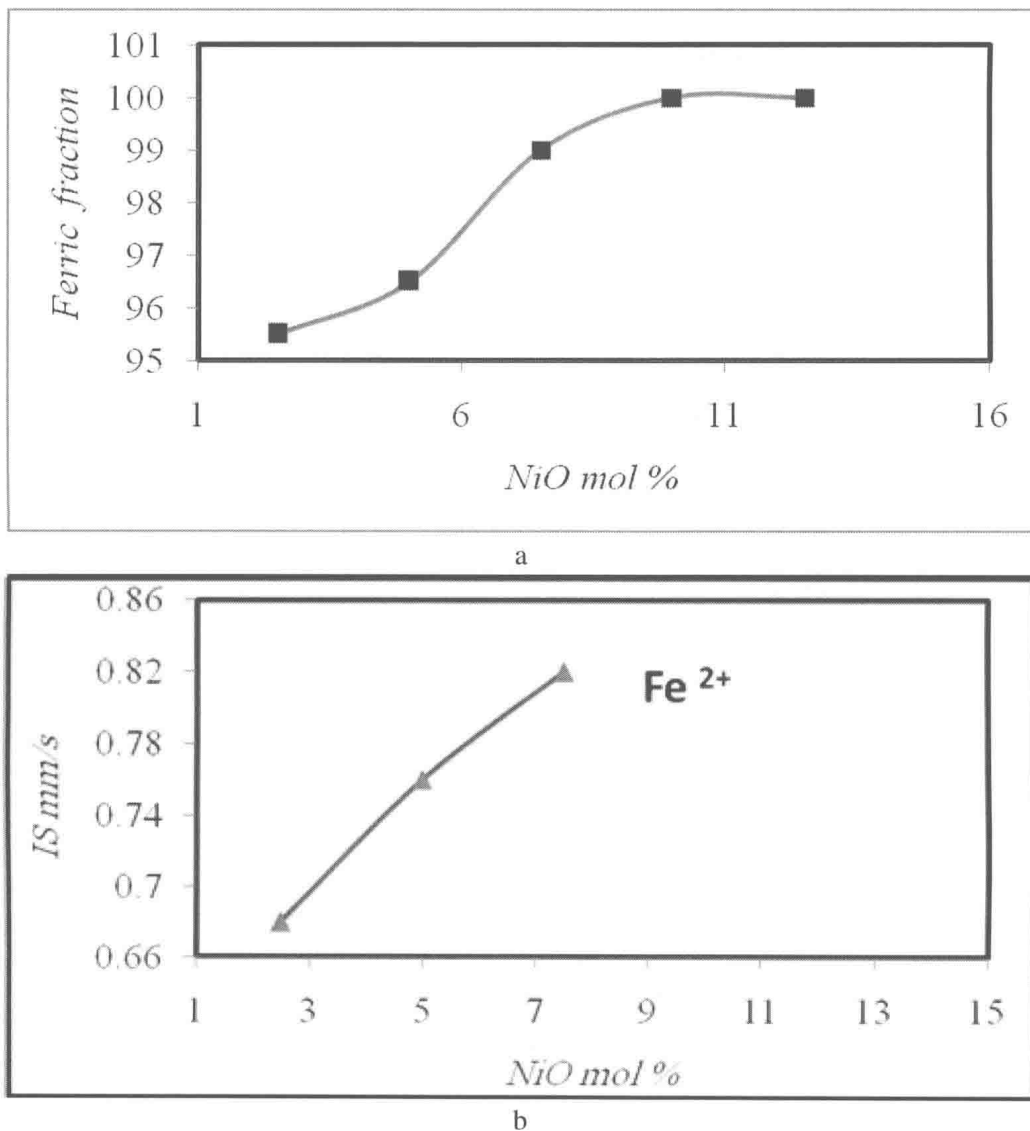 101
100
99
98
97
96
95
Ferric fraction
1 6 11 16
NiO mol %
a
0.86
0.82
0.78
0.74
0.7
0.66
IS mm/s
Fe 2+
1 3 5 7 9 11 13 15
NiO mol %
b